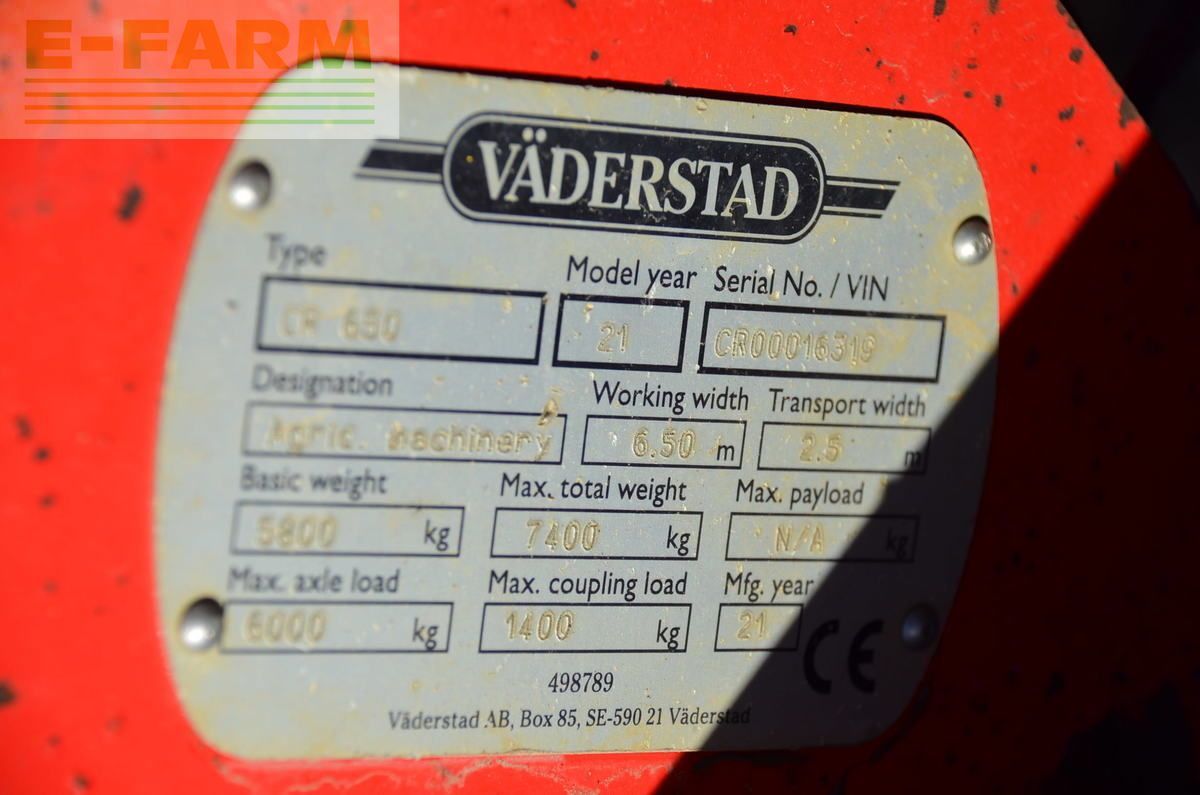 E-FARM
VÄDERSTAD
Type Model year Serial No. / VIN
CR 650 21 CR00016319
Designation Working width Transport width
Agric. machinery 6.50 m 2.5 m
Basic weight Max. total weight Max. payload
5800 kg 7400 kg N/A kg
Max. axle load Max. coupling load Mfg. year
6000 kg 1400 kg 21
CE
498789
Väderstad AB, Box 85, SE-590 21 Väderstad